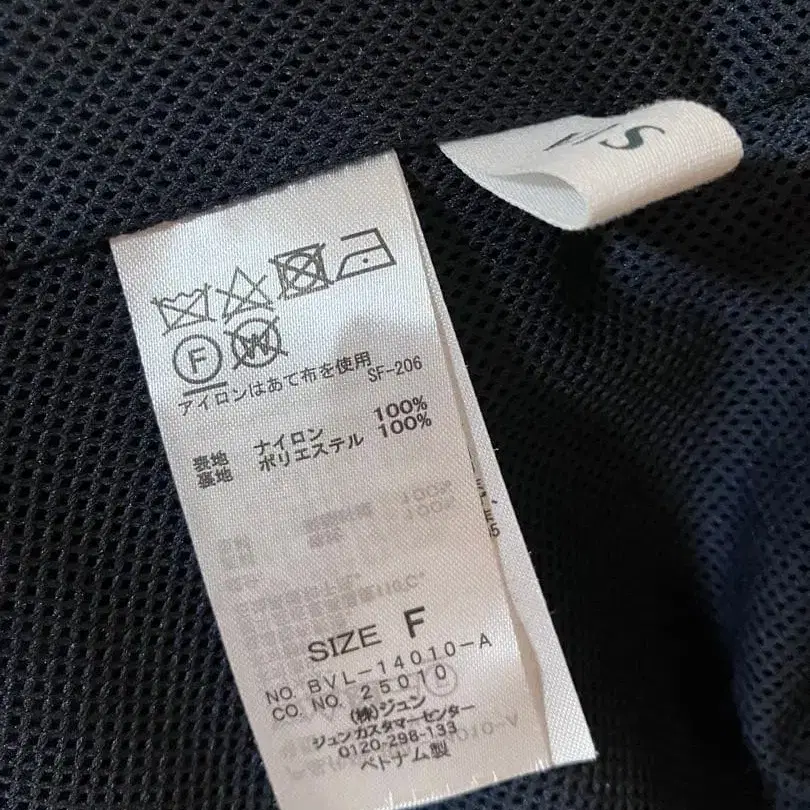 S
F
W
アイロンはあて布を使用
SF-206
表地 ナイロン 100%
裏地 ポリエステル 100%
SIZE F
NO. BVL-14010-A
CO. NO. 25010
(株)ジュン
ジュンカスタマーセンター
0120-298-133
ベトナム製